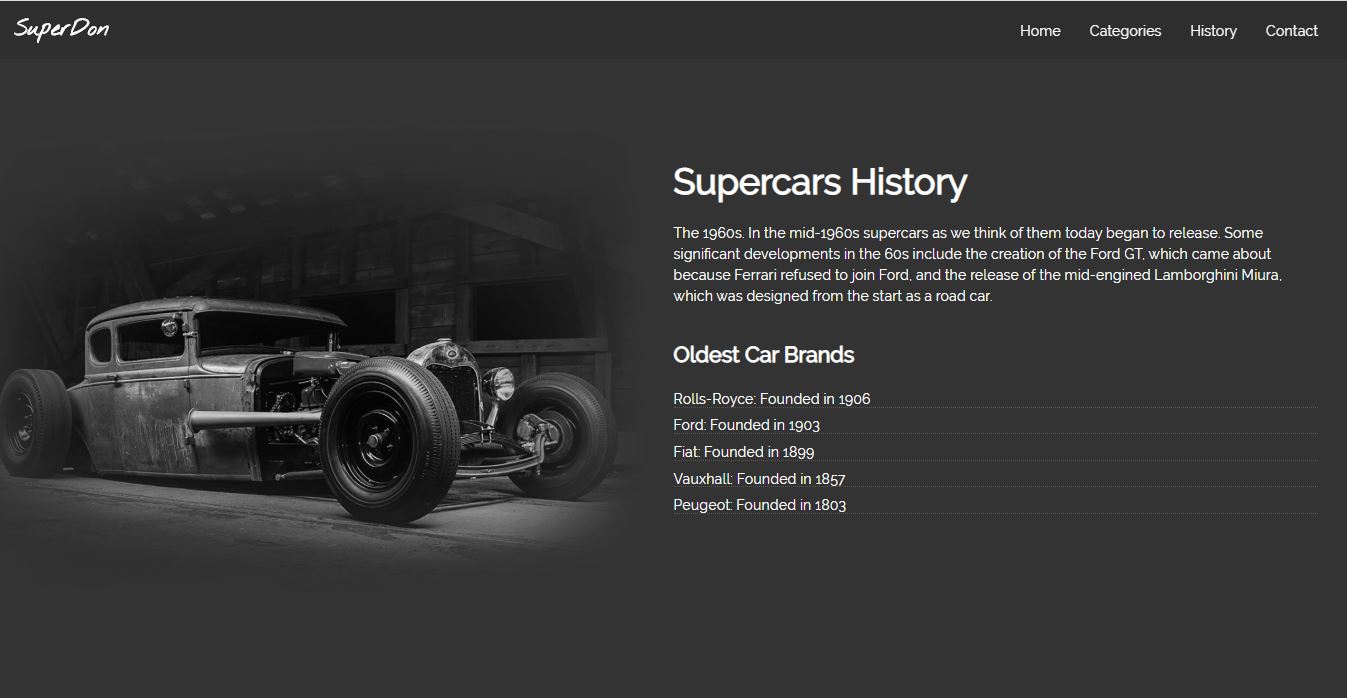 SuperDon
Home Categories History Contact
Supercars History
The 1960s. In the mid-1960s supercars as we think of them today began to release. Some
significant developments in the 60s include the creation of the Ford GT, which came about
because Ferrari refused to join Ford, and the release of the mid-engined Lamborghini Miura,
which was designed from the start as a road car.
Oldest Car Brands
Rolls-Royce: Founded in 1906
Ford: Founded in 1903
Fiat: Founded in 1899
Vauxhall: Founded in 1857
Peugeot: Founded in 1803